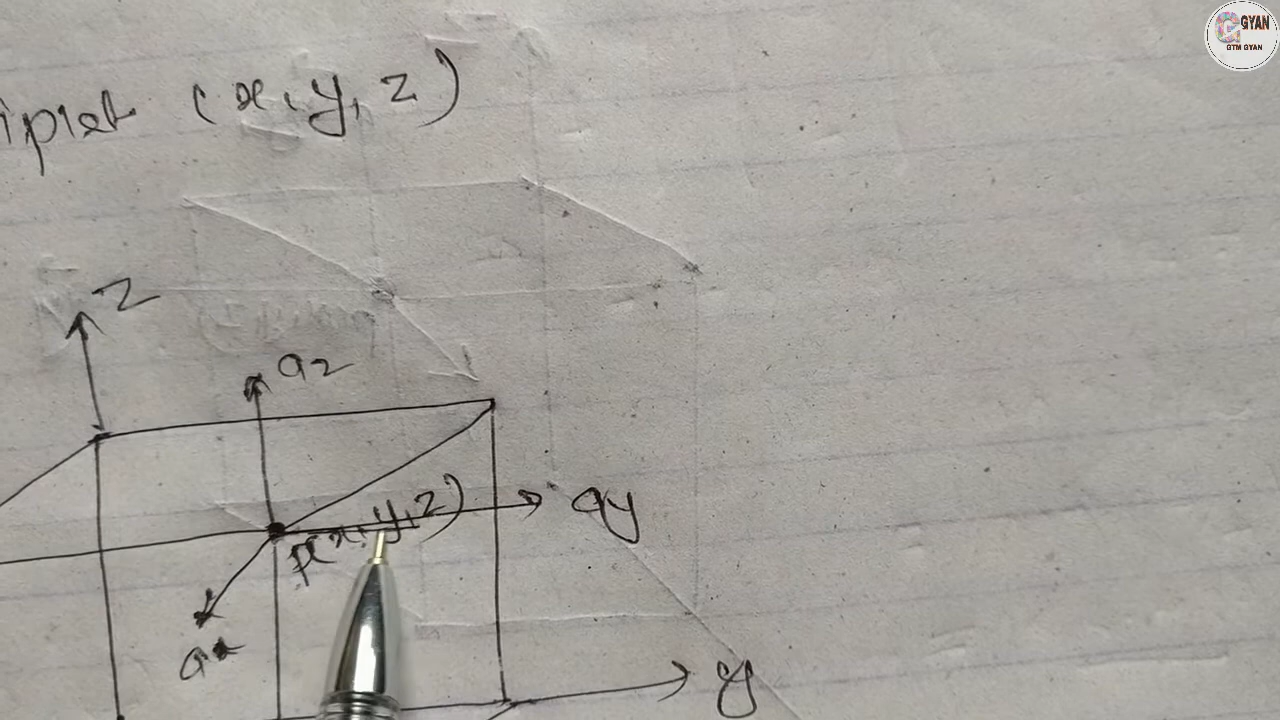 iplet (x, y, z)
z
az
P(x, y, z)
ay
ax
y
GYAN
GTM GYAN